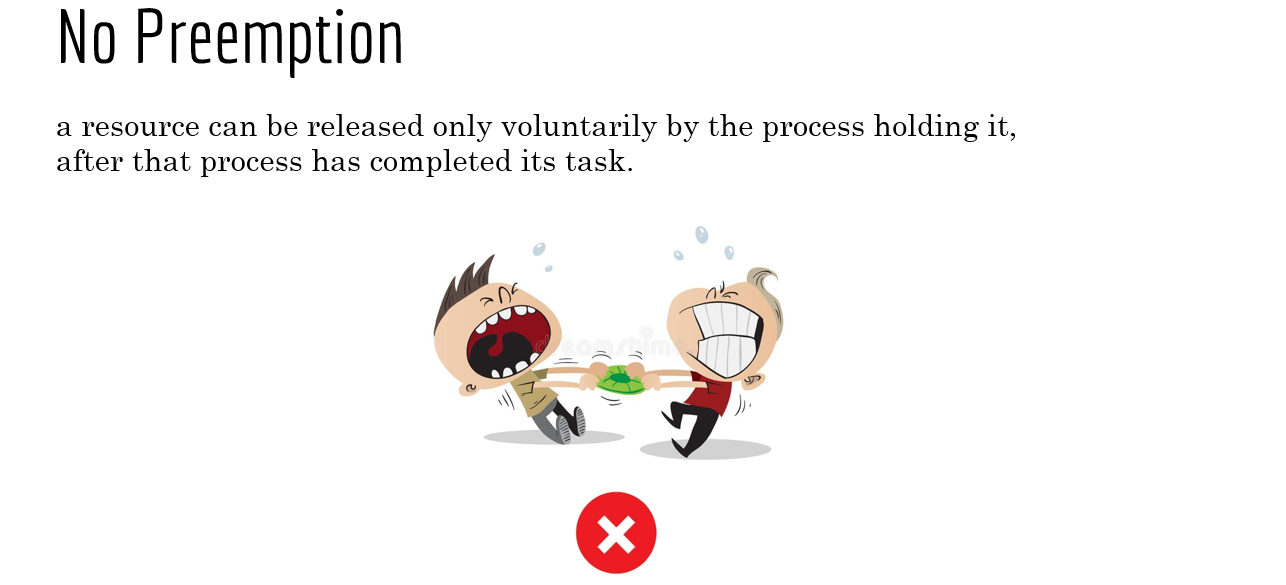 No Preemption
a resource can be released only voluntarily by the process holding it,
after that process has completed its task.
dreamstime